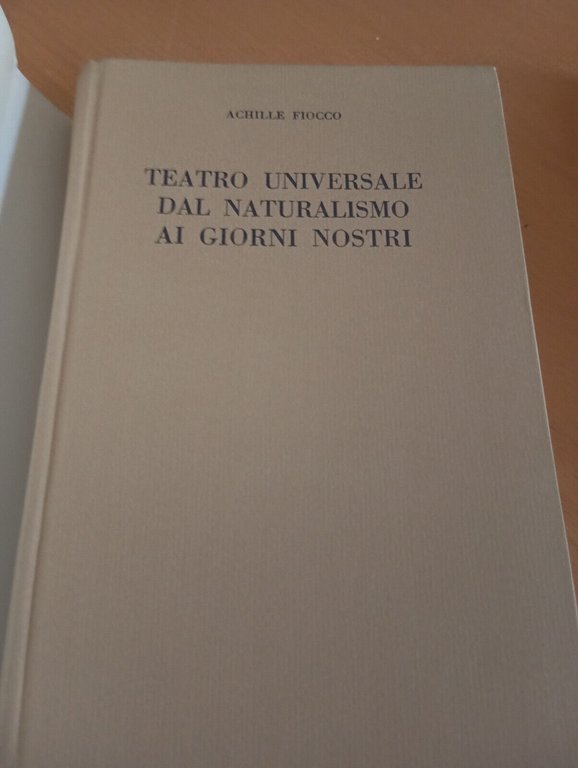 ACHILLE FIOCCO
TEATRO UNIVERSALE
DAL NATURALISMO
AI GIORNI NOSTRI